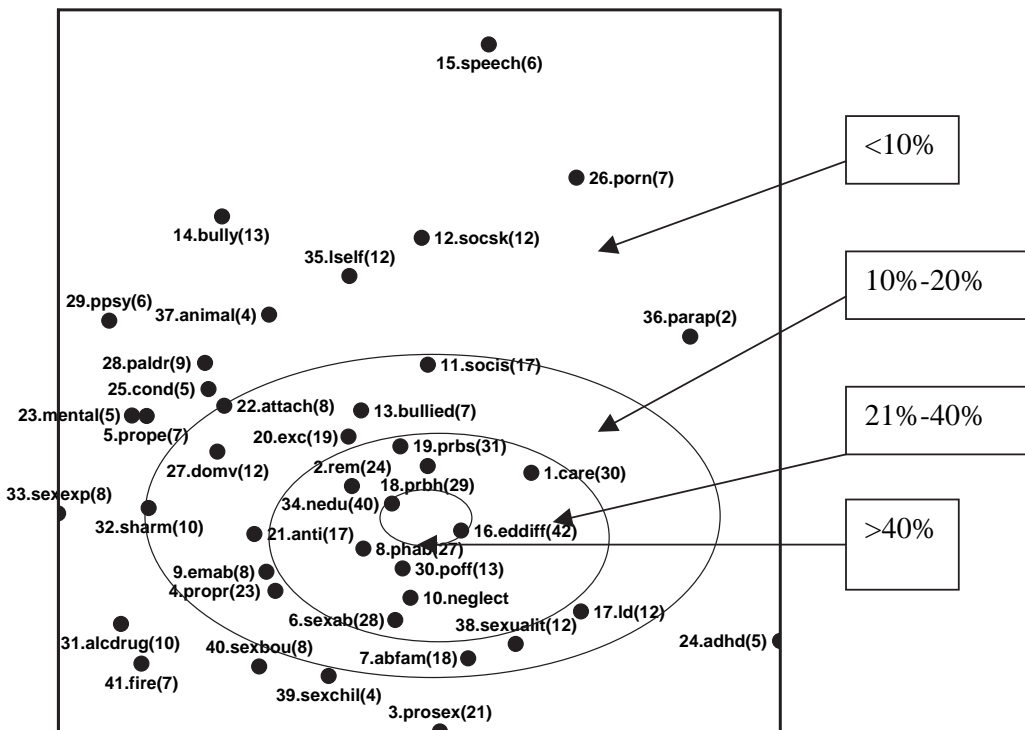 15.speech(6)
<10%
26.porn(7)
14.bully(13)
12.socsk(12)
35.lself(12)
10%-20%
29.ppsy(6)
37.animal(4)
36.parap(2)
28.paldr(9)
11.socis(17)
25.cond(5)
22.attach(8)
13.bullied(7)
23.mental(5)
5.prope(7)
21%-40%
20.exc(19)
19.prbs(31)
27.domv(12)
2.rem(24)
1.care(30)
18.prbh(29)
33.sexexp(8)
34.nedu(40)
32.sharm(10)
21.anti(17)
16.eddiff(42)
>40%
8.phab(27)
9.emab(8)
30.poff(13)
4.propr(23)
10.neglect
6.sexab(28)
17.ld(12)
38.sexualit(12)
31.alcdrug(10)
24.adhd(5)
40.sexbou(8)
7.abfam(18)
41.fire(7)
39.sexchil(4)
3.prosex(21)